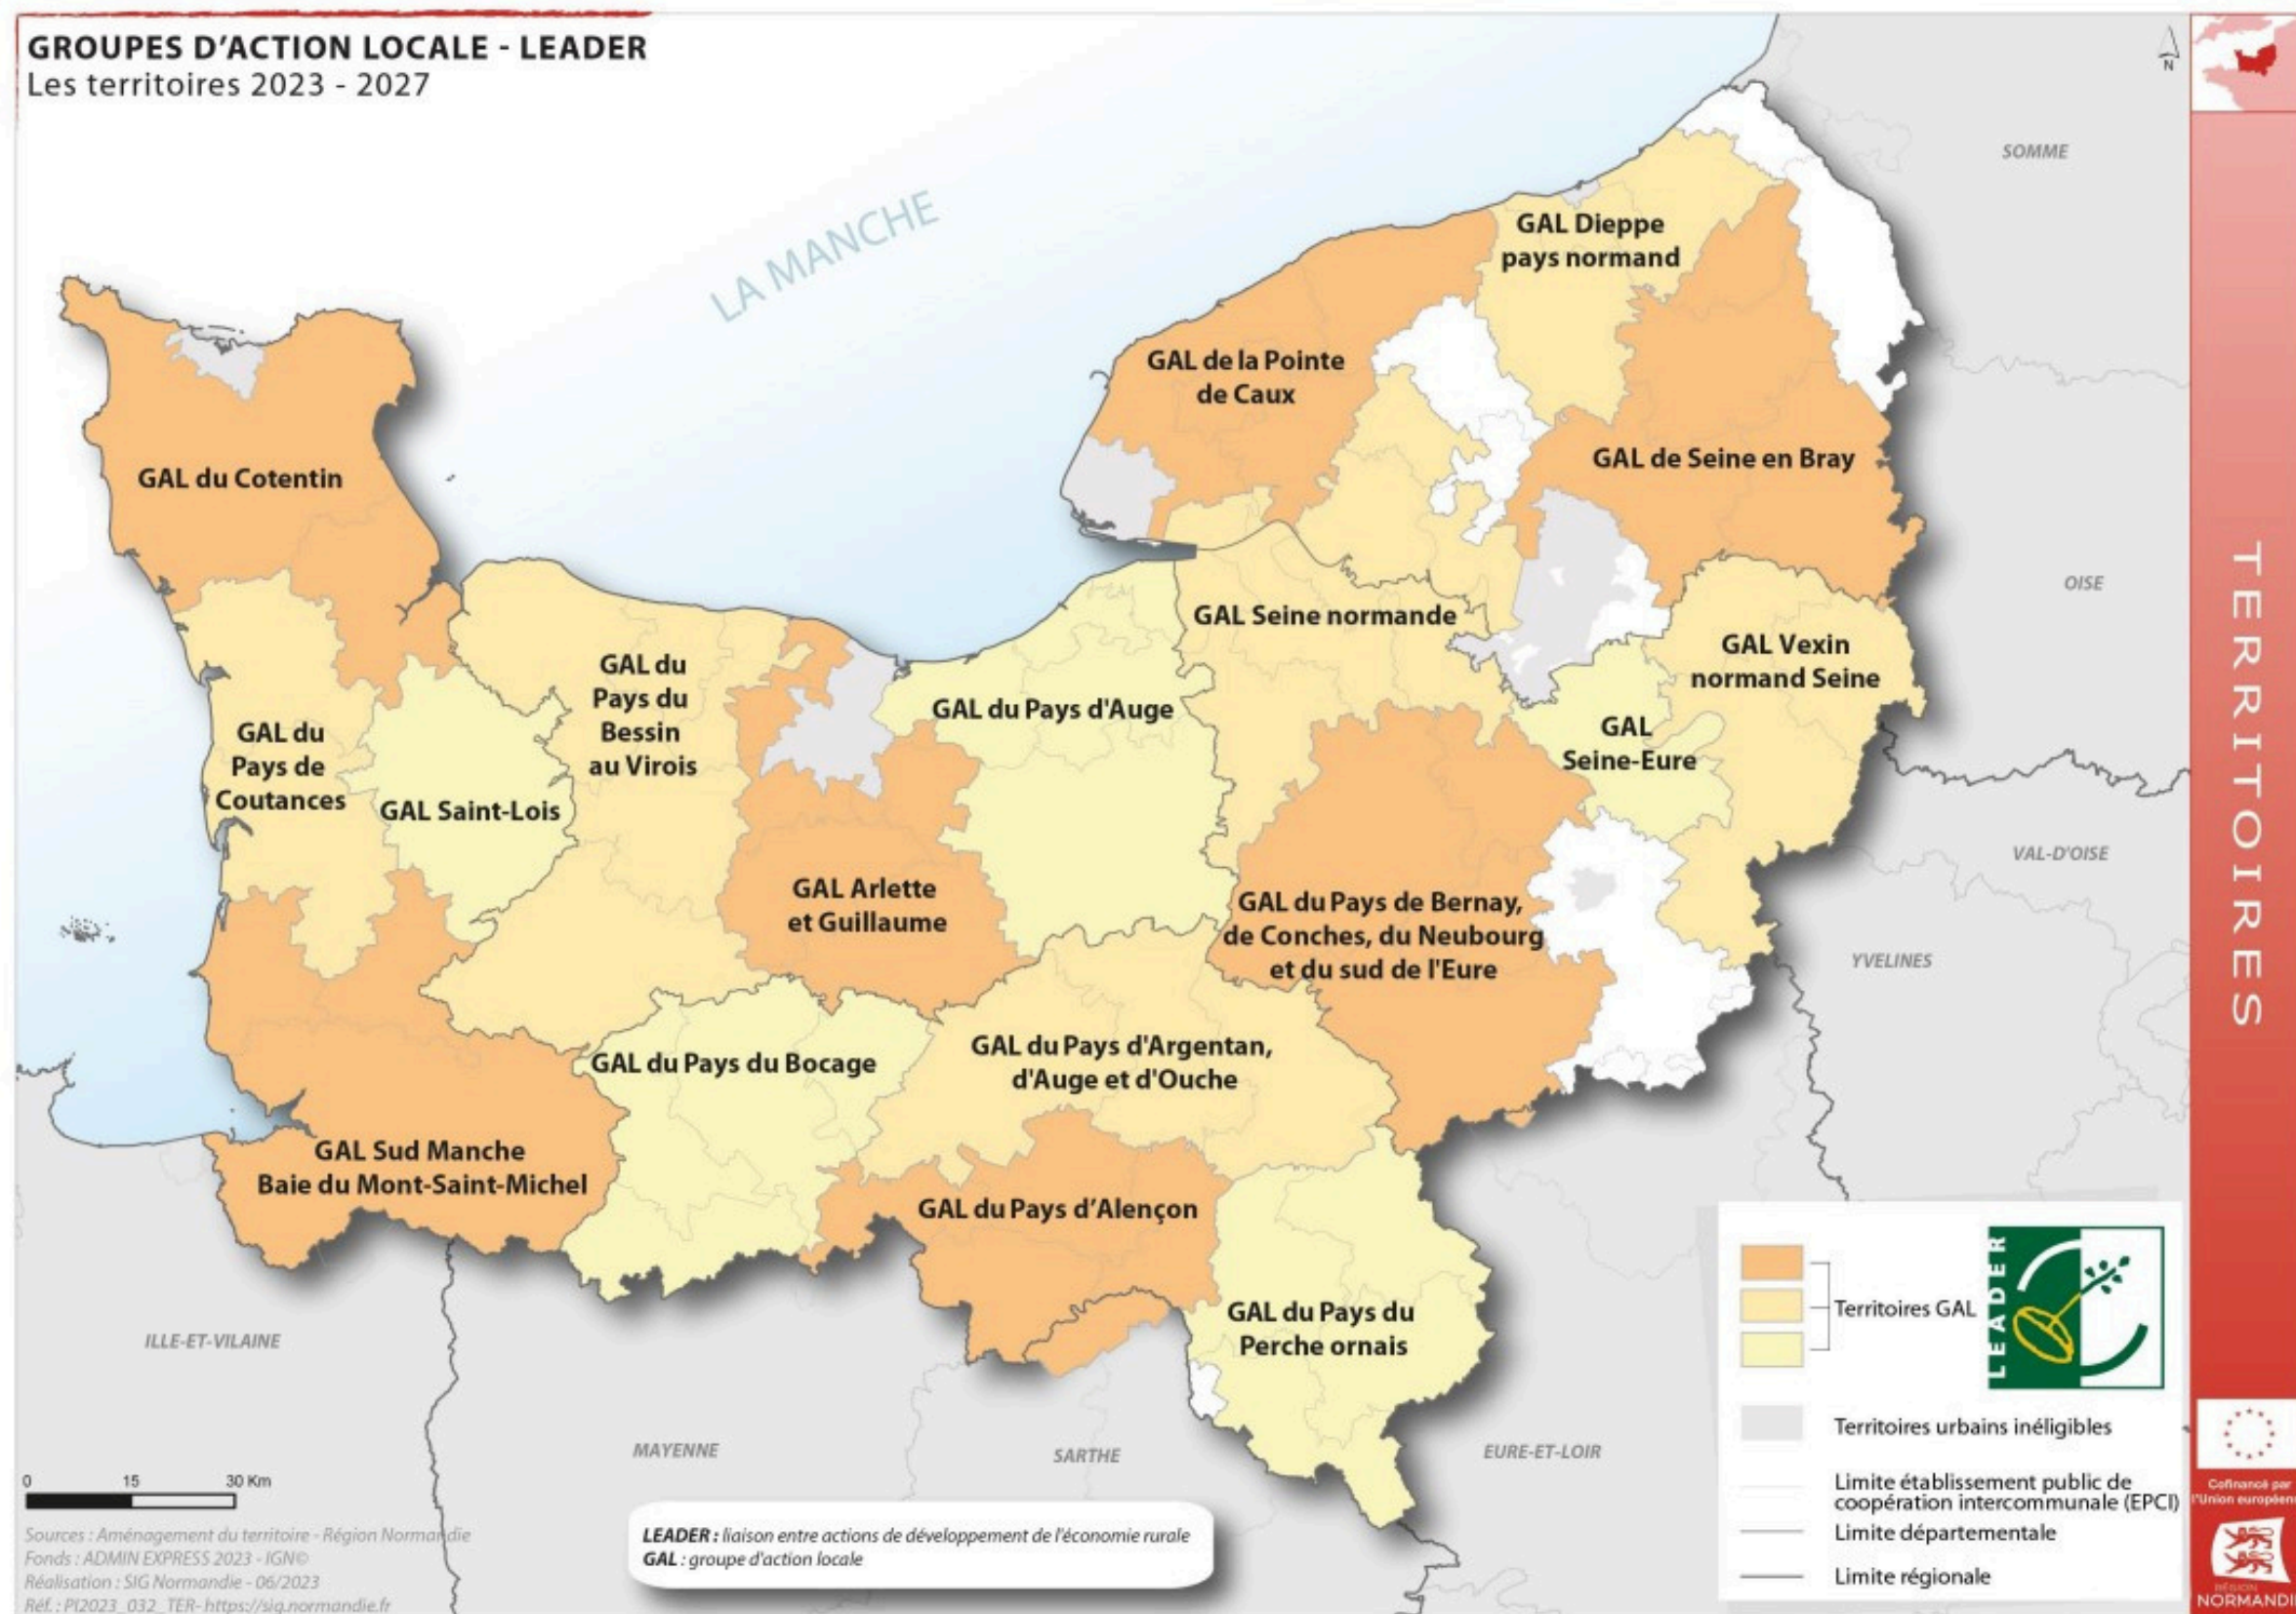 GROUPES D'ACTION LOCALE - LEADER
Les territoires 2023 - 2027
N
SOMME
LA MANCHE
GAL Dieppe
pays normand
GAL de la Pointe
de Caux
GAL de Seine en Bray
GAL du Cotentin
OISE
GAL Seine normande
GAL Vexin
normand Seine
GAL du
Pays du
Bessin
au Virois
GAL du Pays d'Auge
GAL
Seine-Eure
GAL du
Pays de
Coutances
GAL Saint-Lois
VAL-D'OISE
GAL Arlette
et Guillaume
GAL du Pays de Bernay,
de Conches, du Neubourg
et du sud de l'Eure
YVELINES
GAL du Pays du Bocage
GAL du Pays d'Argentan,
d'Auge et d'Ouche
GAL Sud Manche
Baie du Mont-Saint-Michel
GAL du Pays d'Alençon
GAL du Pays du
Perche ornais
ILLE-ET-VILAINE
MAYENNE
SARTHE
EURE-ET-LOIR
TERRITOIRES
Territoires GAL
LEADER
Territoires urbains inéligibles
Limite établissement public de
coopération intercommunale (EPCI)
Limite départementale
Limite régionale
0 15 30 Km
Sources : Aménagement du territoire - Région Normandie
Fonds : ADMIN EXPRESS 2023 - IGN©
Réalisation : SIG Normandie - 06/2023
Réf. : PI2023_032_TER- https://sig.normandie.fr
LEADER : liaison entre actions de développement de l'économie rurale
GAL : groupe d'action locale
Cofinancé par
l'Union européen
RÉGION
NORMANDI